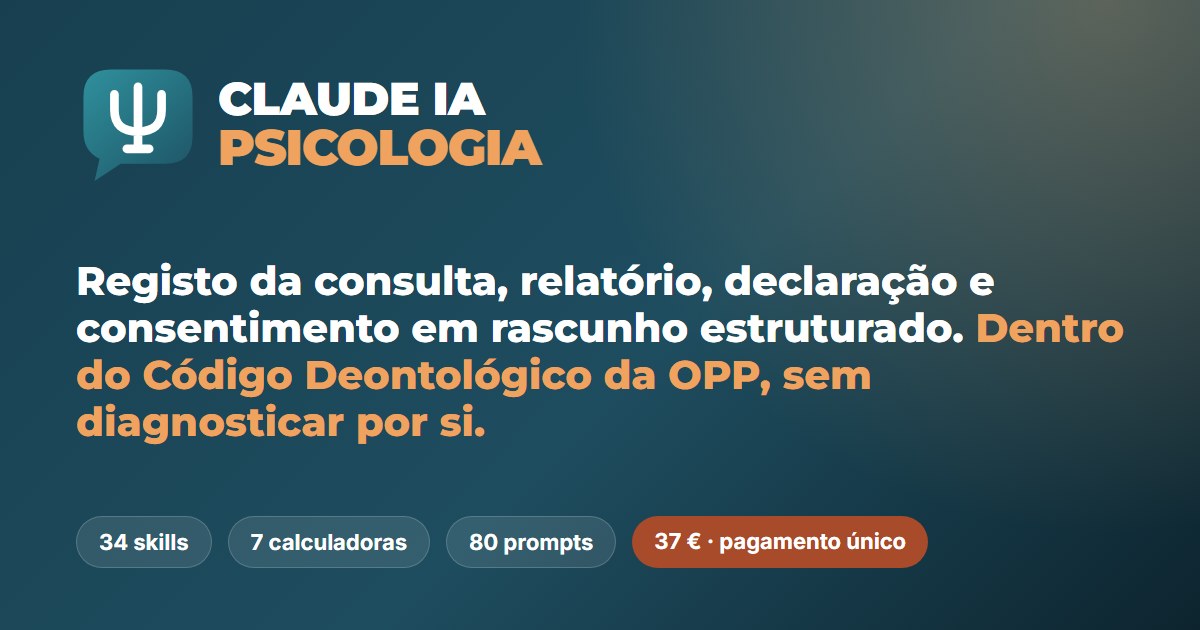 CLAUDE IA
PSICOLOGIA
Registo da consulta, relatório, declaração e
consentimento em rascunho estruturado. Dentro
do Código Deontológico da OPP, sem
diagnosticar por si.
34 skills
7 calculadoras
80 prompts
37 € · pagamento único